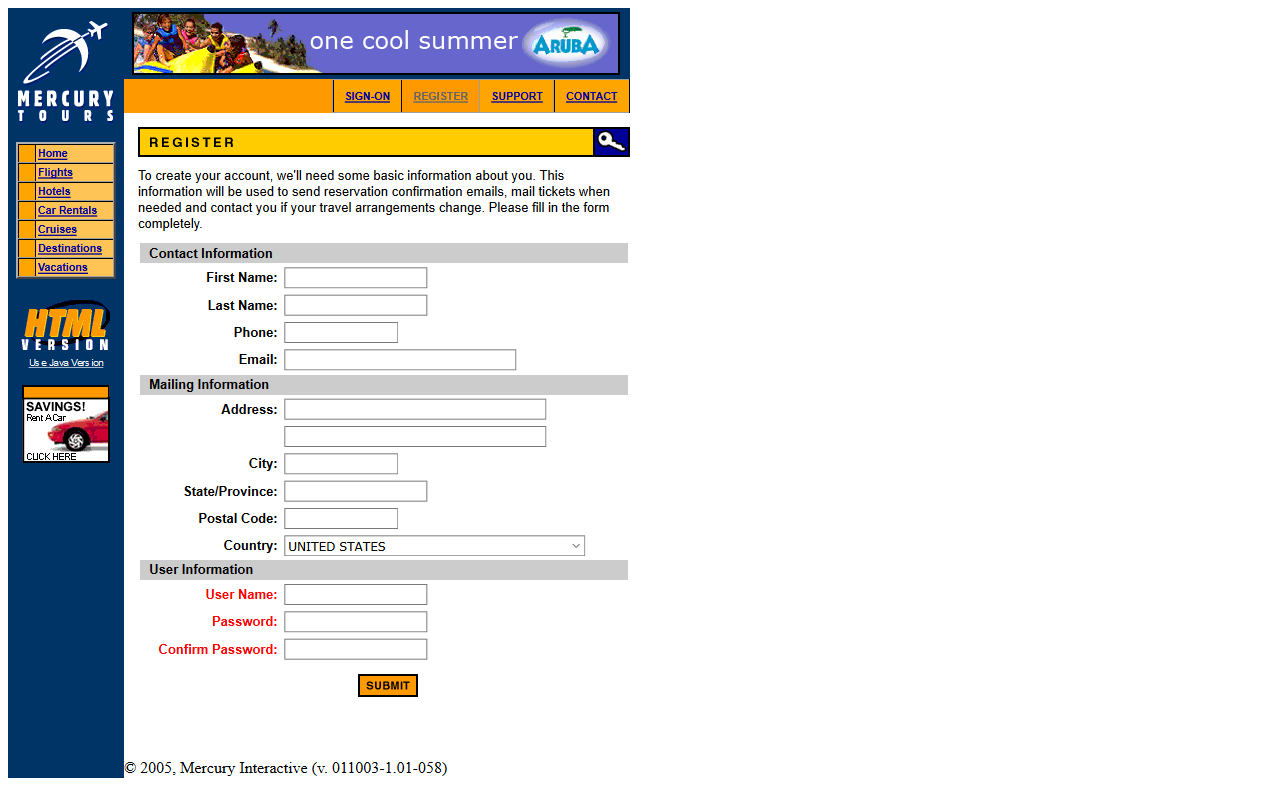 MERCURY
TOURS
one cool summer
ARUBA
SIGN-ON
REGISTER
SUPPORT
CONTACT
Home
Flights
Hotels
Car Rentals
Cruises
Destinations
Vacations
HTML
VERSION
Use Java Version
SAVINGS!
Rent A Car
CLICK HERE
REGISTER
To create your account, we'll need some basic information about you. This
information will be used to send reservation confirmation emails, mail tickets when
needed and contact you if your travel arrangements change. Please fill in the form
completely.
Contact Information
First Name:
Last Name:
Phone:
Email:
Mailing Information
Address:
City:
State/Province:
Postal Code:
Country: UNITED STATES
User Information
User Name:
Password:
Confirm Password:
SUBMIT
© 2005, Mercury Interactive (v. 011003-1.01-058)